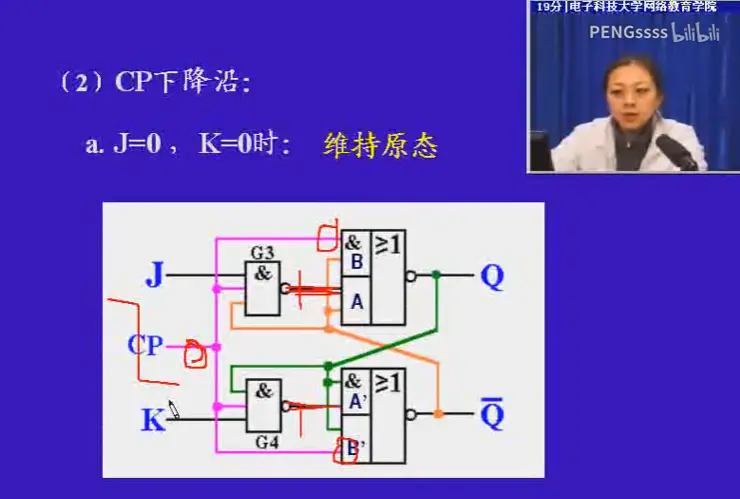 19分|电子科技大学网络教育学院
PENGssss bilibili
（2）CP下降沿：
a. J=0 ， K=0时： 维持原态
J
G3
&
&
B
A
≥1
Q
CP
K
&
G4
&
A'
B'
≥1
Q̅